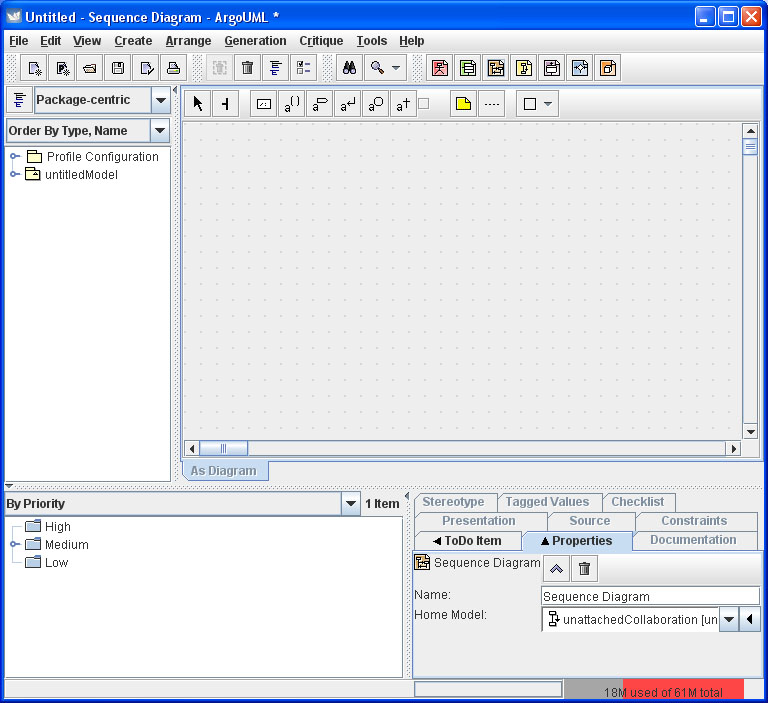 Untitled - Sequence Diagram - ArgoUML *
File Edit View Create Arrange Generation Critique Tools Help
Package-centric
Order By Type, Name
Profile Configuration
untitledModel
As Diagram
By Priority
1 Item
High
Medium
Low
Stereotype Tagged Values Checklist
Presentation Source Constraints
ToDo Item Properties Documentation
Sequence Diagram
Name: Sequence Diagram
Home Model: unattachedCollaboration [un
18M used of 61M total